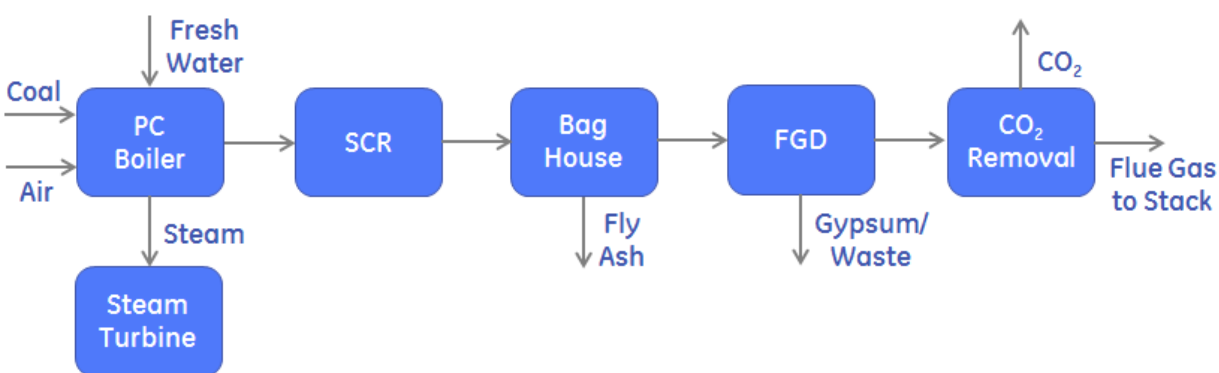 Fresh
Water
Coal
Air
PC
Boiler
SCR
Bag
House
FGD
CO₂
Removal
CO₂
Flue Gas
to Stack
Steam
Fly
Ash
Gypsum/
Waste
Steam
Turbine